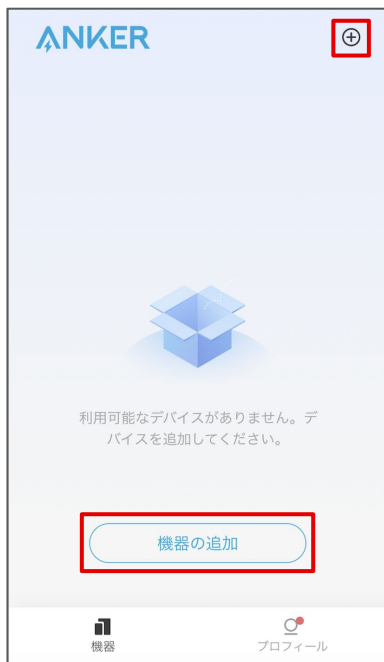 ANKER
利用可能なデバイスがありません。デ
バイスを追加してください。
機器の追加
機器
プロフィール